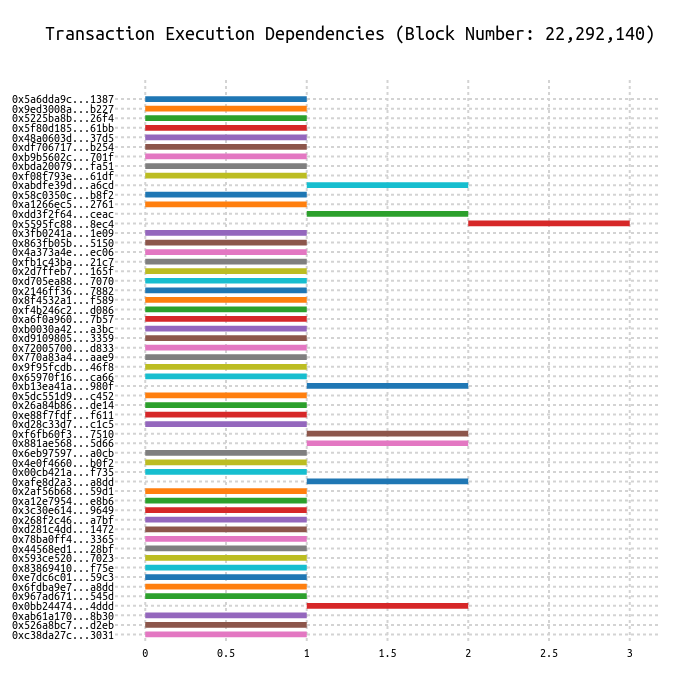 Transaction Execution Dependencies (Block Number: 22,292,140)
0x5a6dda9c...1387
0x9ed3008a...b227
0x5225ba8b...26f4
0x5f80d185...61bb
0x48a0603d...37d5
0xdf706717...b254
0xb9b5602c...701f
0xbda20079...fa51
0xf08f793e...61df
0xabdfe39d...a6cd
0x58c0350c...b8f2
0xa1266ec5...2761
0xdd3f2f64...ceac
0x5595fc88...8ec4
0x3fb0241a...1e09
0x863fb05b...5150
0x4a373a4e...ec06
0xfb1c43ba...21c7
0x2d7ffeb7...165f
0xd705ea88...7070
0x2146ff36...7882
0x8f4532a1...f589
0xf4b246c2...d086
0xa6f0a960...7b57
0xb0030a42...a3bc
0xd9109805...3359
0x72005700...d833
0x770a83a4...aae9
0x9f95fcdb...46f8
0x65970f16...ca66
0xb13ea41a...980f
0x5dc551d9...c452
0x26a84b86...de14
0xe88f7fdf...f611
0xd28c33d7...c1c5
0xf6fb60f3...7510
0x881ae568...5d66
0x6eb97597...a0cb
0x4e0f4660...b0f2
0x00cb421a...f735
0xafe8d2a3...a8dd
0x2af56b68...59d1
0xa12e7954...e8b6
0x3c30e614...9649
0x268f2c46...a7bf
0xd281c4dd...1472
0x78ba0ff4...3365
0x44568ed1...28bf
0x593ce520...7023
0x83869410...f75e
0xe7dc6c01...59c3
0x6fdba9e7...a8dd
0x967ad671...545d
0x0bb24474...4ddd
0xab61a170...8b30
0x526a8bc7...d2eb
0xc38da27c...3031
0 0.5 1 1.5 2 2.5 3